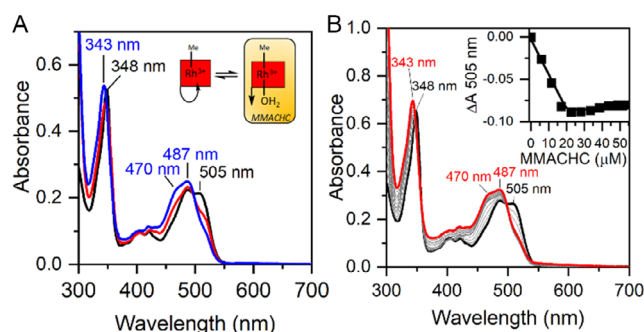 A
Absorbance
0.6
0.4
0.2
0.0
343 nm
348 nm
470 nm
487 nm
505 nm
Me
Rh³⁺
Me
Rh³⁺
OH₂
MMACHC
300 400 500 600 700
Wavelength (nm)
B
Absorbance
1.0
0.8
0.6
0.4
0.2
0.0
343 nm
348 nm
470 nm
487 nm
505 nm
ΔA 505 nm
0.00
-0.05
-0.10
0 10 20 30 40 50
MMACHC (μM)
300 400 500 600 700
Wavelength (nm)